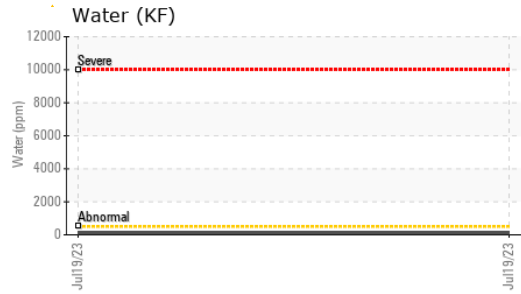 Water (KF)
12000
10000
8000
6000
4000
2000
0
Water (ppm)
Severe
Abnormal
Jul19/23
Jul19/23